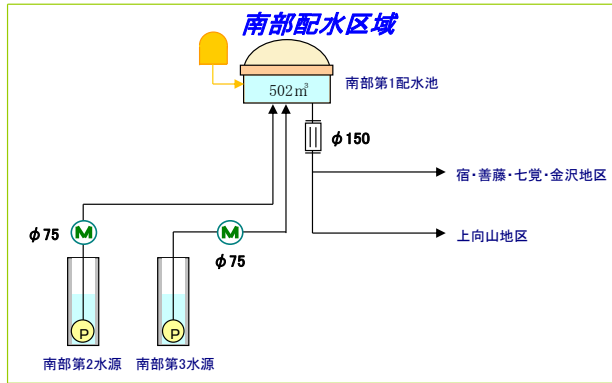 南部配水区域
南部第1配水池
502㎥
φ150
宿・善藤・七覚・金沢地区
φ75
M
M
上向山地区
φ75
P
P
南部第2水源
南部第3水源